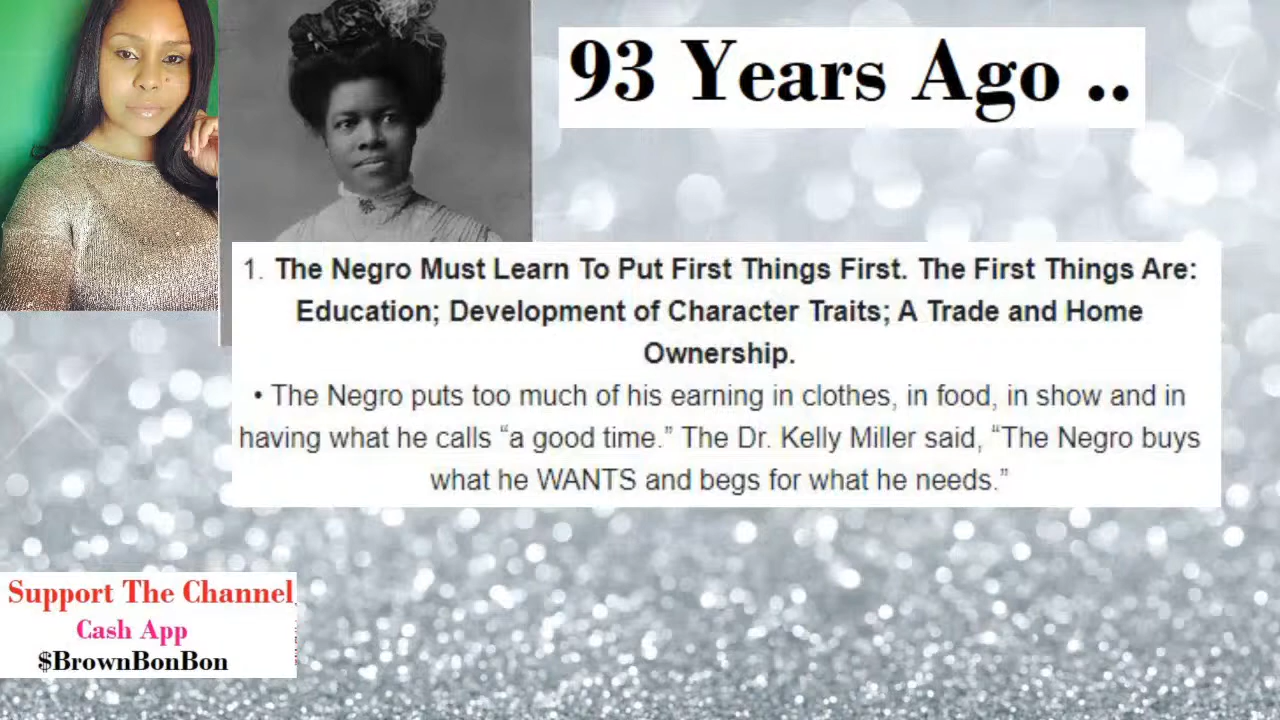 93 Years Ago ..
1. The Negro Must Learn To Put First Things First. The First Things Are:
Education; Development of Character Traits; A Trade and Home
Ownership.
• The Negro puts too much of his earning in clothes, in food, in show and in
having what he calls “a good time.” The Dr. Kelly Miller said, “The Negro buys
what he WANTS and begs for what he needs.”
Support The Channel
Cash App
$BrownBonBon